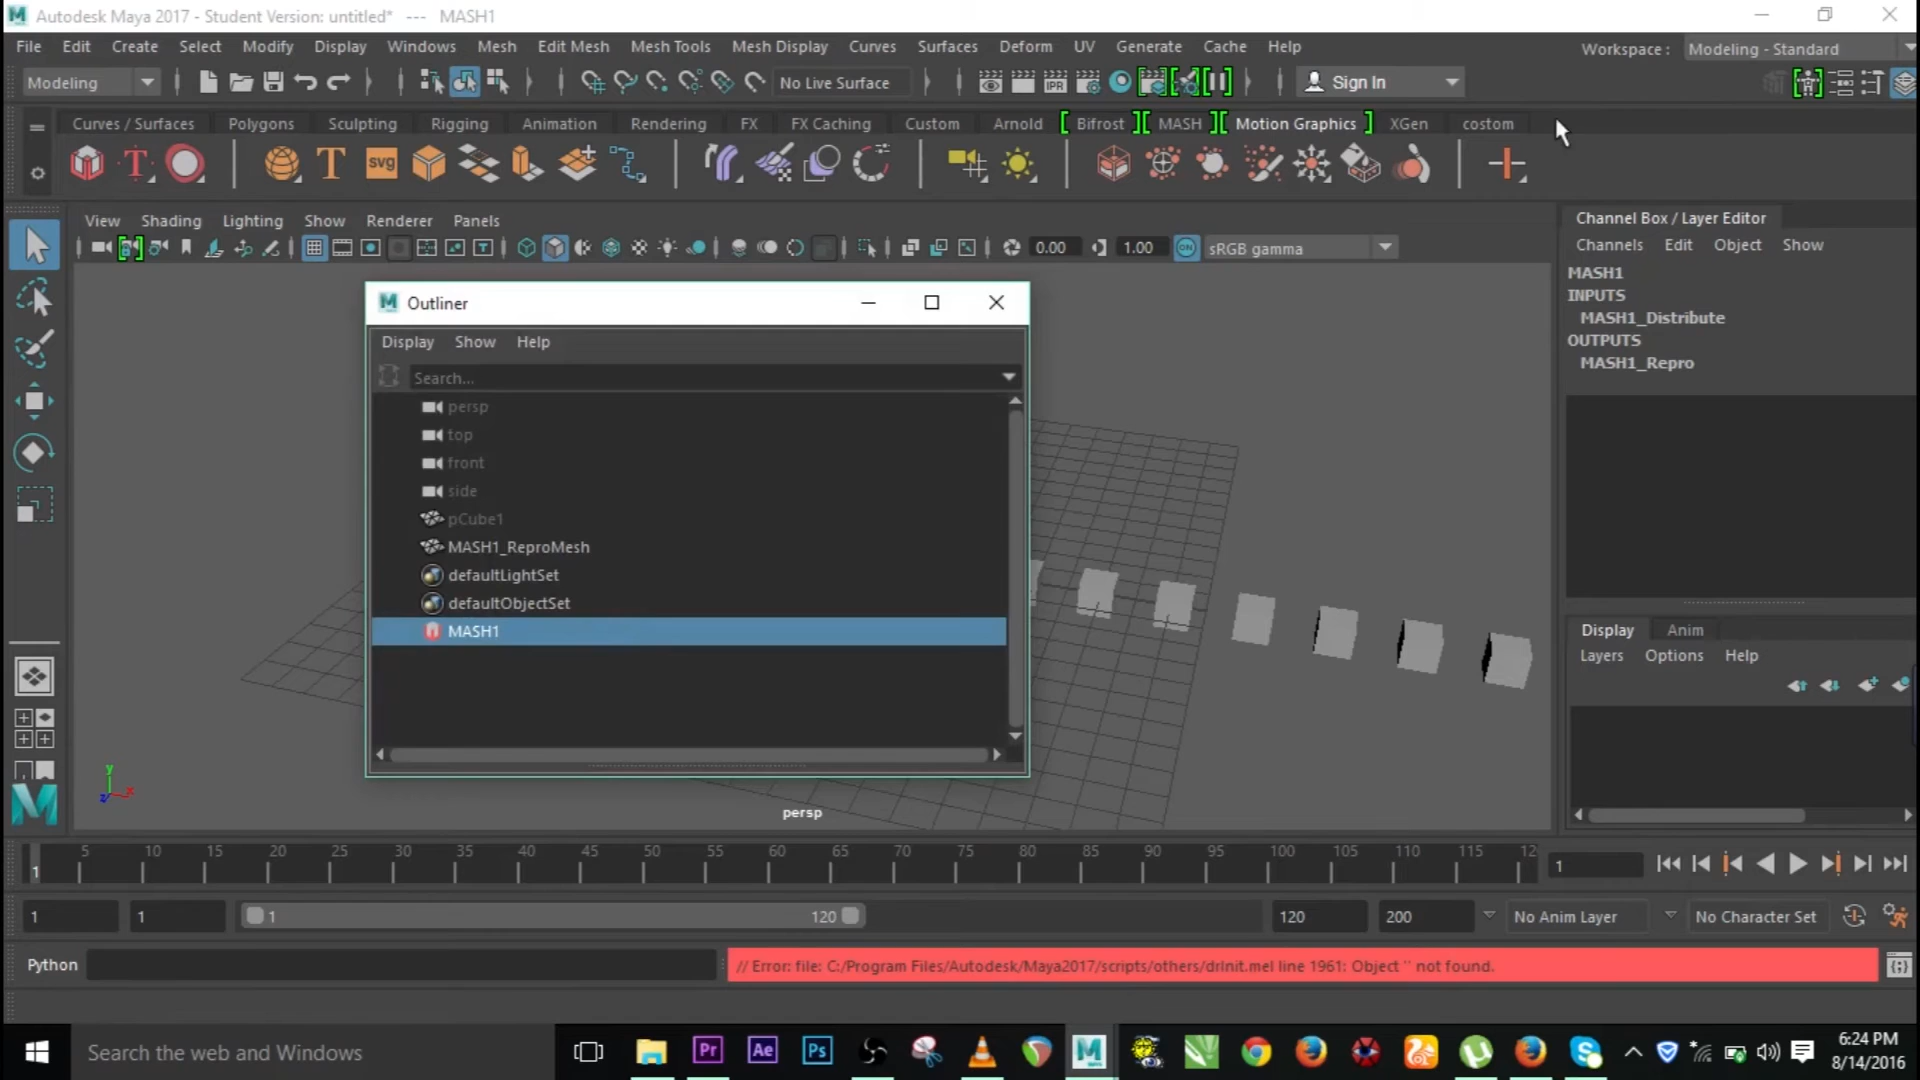 Autodesk Maya 2017 - Student Version: untitled* --- MASH1
File Edit Create Select Modify Display Windows Mesh Edit Mesh Mesh Tools Mesh Display Curves Surfaces Deform UV Generate Cache Help
Workspace : Modeling - Standard
Modeling No Live Surface IPR Sign In
Curves / Surfaces Polygons Sculpting Rigging Animation Rendering FX FX Caching Custom Arnold Bifrost MASH Motion Graphics XGen costom
T T SVG
View Shading Lighting Show Renderer Panels
0.00 1.00 ON sRGB gamma
Channel Box / Layer Editor
Channels Edit Object Show
MASH1
INPUTS
MASH1_Distribute
OUTPUTS
MASH1_Repro
Outliner
Display Show Help
Search...
persp
top
front
side
pCube1
MASH1_ReproMesh
defaultLightSet
defaultObjectSet
MASH1
Display Anim
Layers Options Help
y
x
z
persp
5 10 15 20 25 30 35 40 45 50 55 60 65 70 75 80 85 90 95 100 105 110 115 12
1 1
1 1 1 120 120 200 No Anim Layer No Character Set
Python // Error: file: C:/Program Files/Autodesk/Maya2017/scripts/others/drInit.mel line 1961: Object '' not found.
Search the web and Windows
Pr Ae Ps M
6:24 PM
8/14/2016